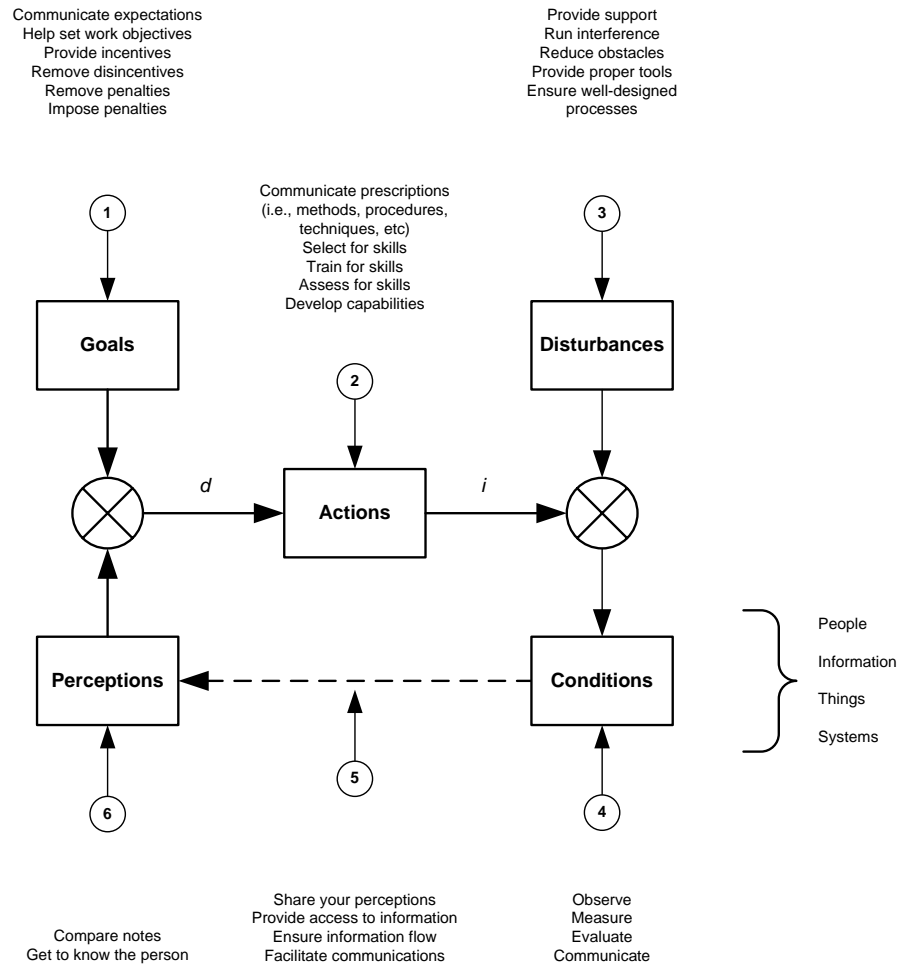 Communicate expectations
Help set work objectives
Provide incentives
Remove disincentives
Remove penalties
Impose penalties
Provide support
Run interference
Reduce obstacles
Provide proper tools
Ensure well-designed
processes
Communicate prescriptions
(i.e., methods, procedures,
techniques, etc)
Select for skills
Train for skills
Assess for skills
Develop capabilities
1
3
Goals
Disturbances
2
d
Actions
i
Perceptions
Conditions
People
Information
Things
Systems
5
6
4
Compare notes
Get to know the person
Share your perceptions
Provide access to information
Ensure information flow
Facilitate communications
Observe
Measure
Evaluate
Communicate